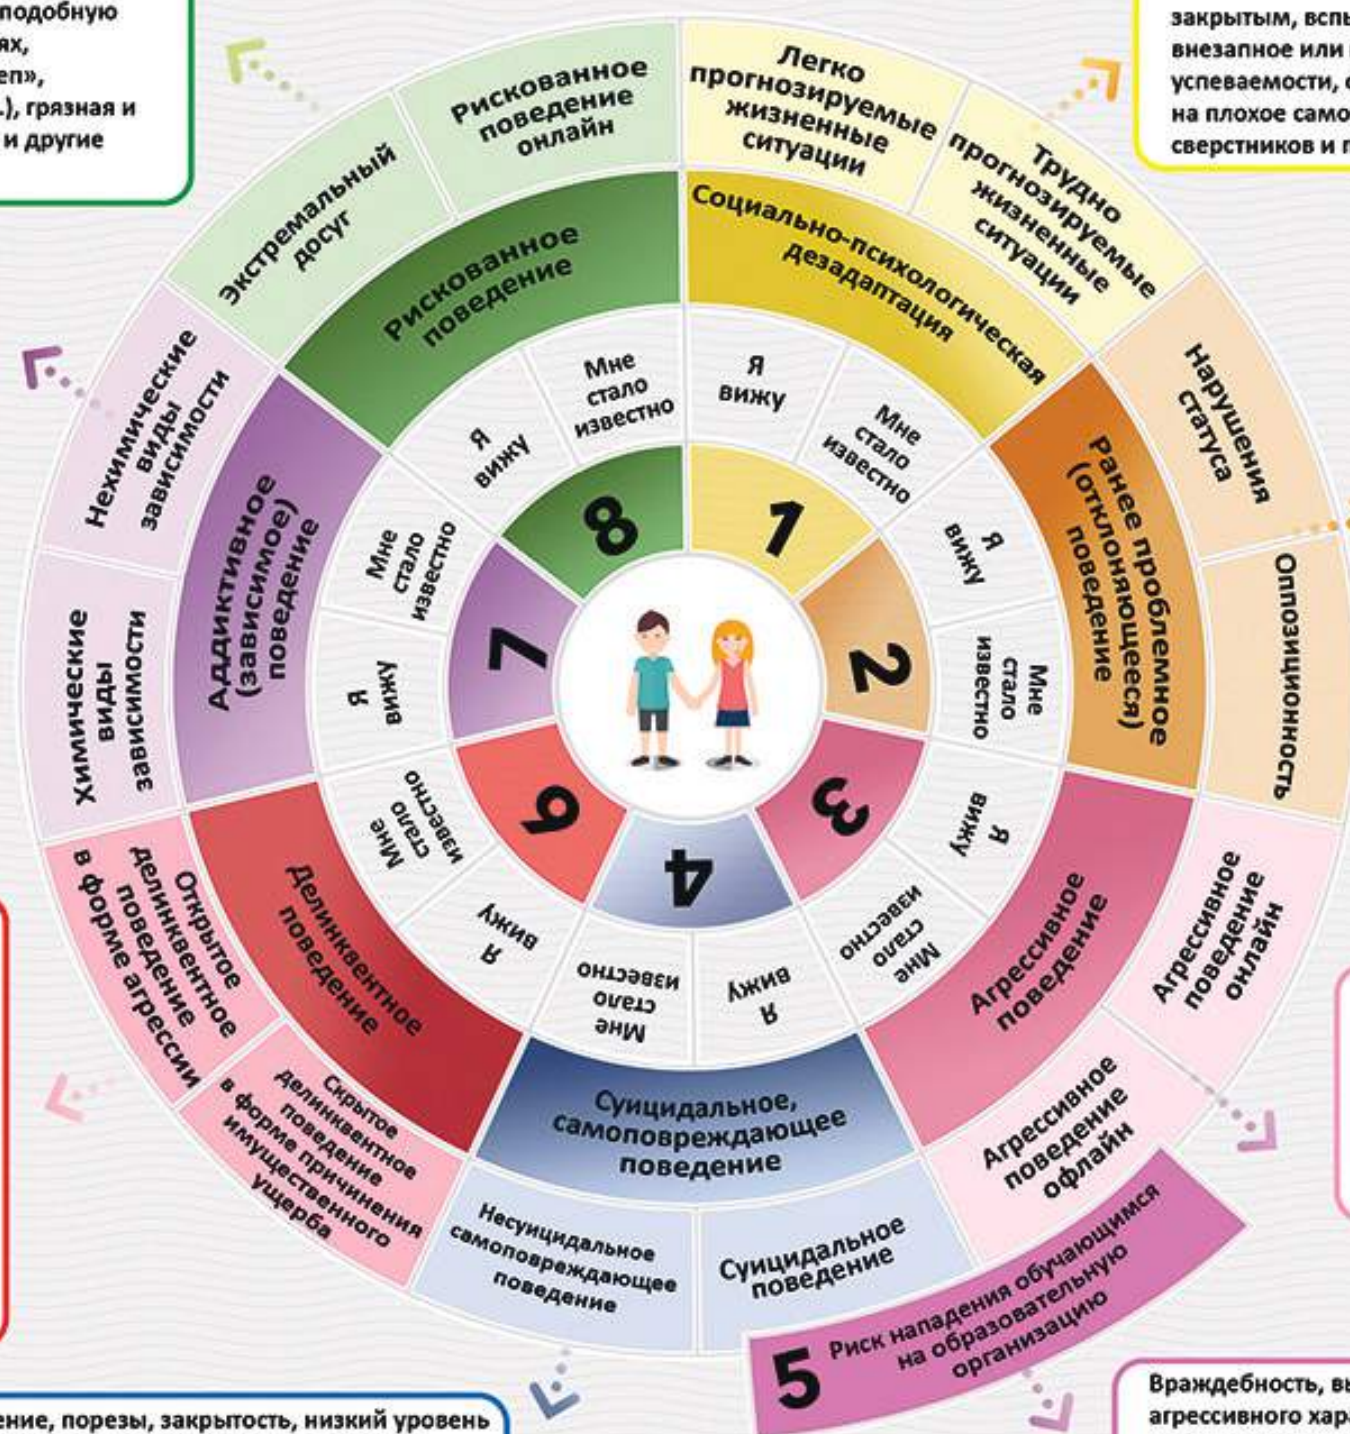 подобную
ях,
еп»,
.), грязная и
и другие
закрытым, вспы
внезапное или
успеваемости, с
на плохое само
сверстников и п
Легко
прогнозируемые
жизненные
ситуации
Трудно
прогнозируемые
жизненные
ситуации
Социально-психологическая
дезадаптация
Я
вижу
Мне
стало
известно
1
Нарушения
статуса
Оппозиционность
Ранее проблемное
(отклоняющееся)
поведение
Я
вижу
Мне
стало
известно
2
Агрессивное
поведение
онлайн
Агрессивное
поведение
офлайн
Агрессивное
поведение
Я
вижу
Мне
стало
известно
3
Суицидальное
поведение
Несуицидальное
самоповреждающее
поведение
Суицидальное,
самоповреждающее
поведение
Я
вижу
Мне
стало
известно
4
5
Риск нападения обучающимся
на образовательную
организацию
Скрытое
делинквентное
поведение
в форме причинения
имущественного
ущерба
Открытое
делинквентное
поведение
в форме агрессии
Делинквентное
поведение
Я
вижу
Мне
стало
известно
6
Химические
виды
зависимости
Нехимические
виды
зависимости
Аддиктивное
(зависимое)
поведение
Я
вижу
Мне
стало
известно
7
Экстремальный
досуг
Рискованное
поведение
онлайн
Рискованное
поведение
Я
вижу
Мне
стало
известно
8
ение, порезы, закрытость, низкий уровень
Враждебность, вы
агрессивного хара